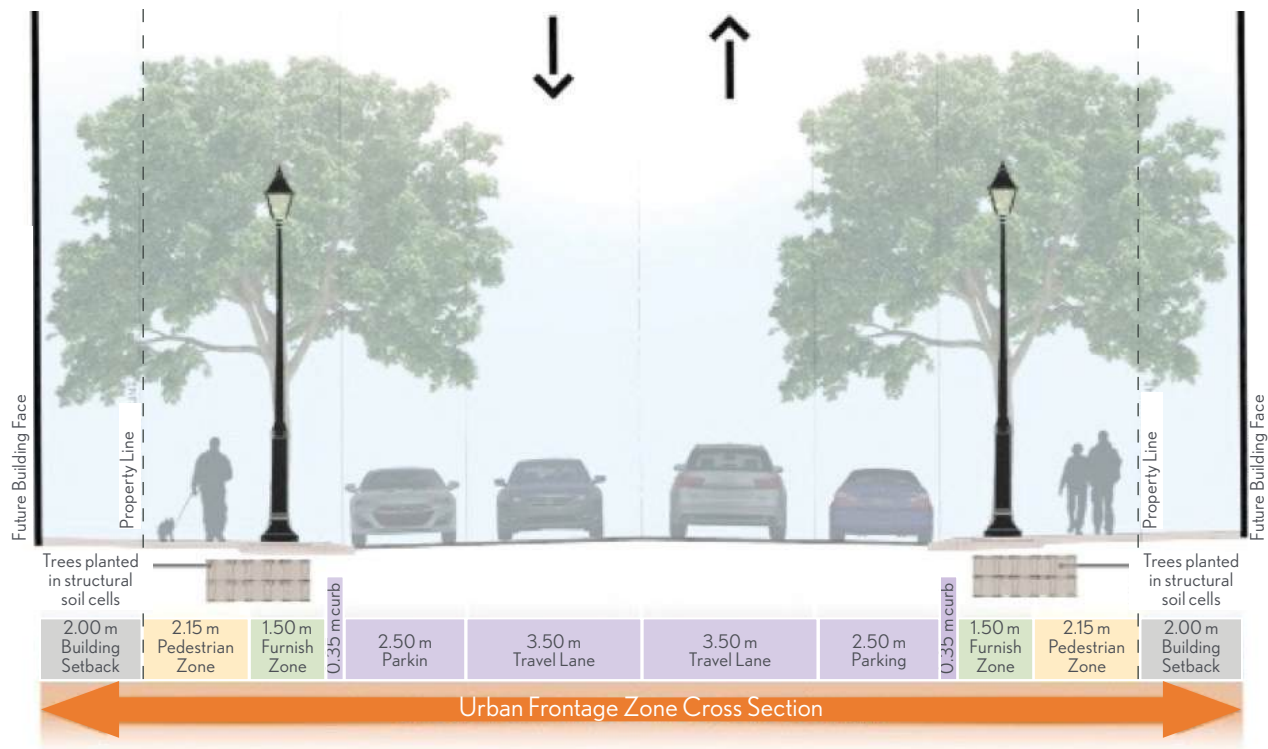 Future Building Face
Property Line
Property Line
Future Building Face
Trees planted
in structural
soil cells
Trees planted
in structural
soil cells
2.00 m
Building
Setback
2.15 m
Pedestrian
Zone
1.50 m
Furnish
Zone
0.35 m curb
2.50 m
Parkin
3.50 m
Travel Lane
3.50 m
Travel Lane
2.50 m
Parking
0.35 m curb
1.50 m
Furnish
Zone
2.15 m
Pedestrian
Zone
2.00 m
Building
Setback
Urban Frontage Zone Cross Section